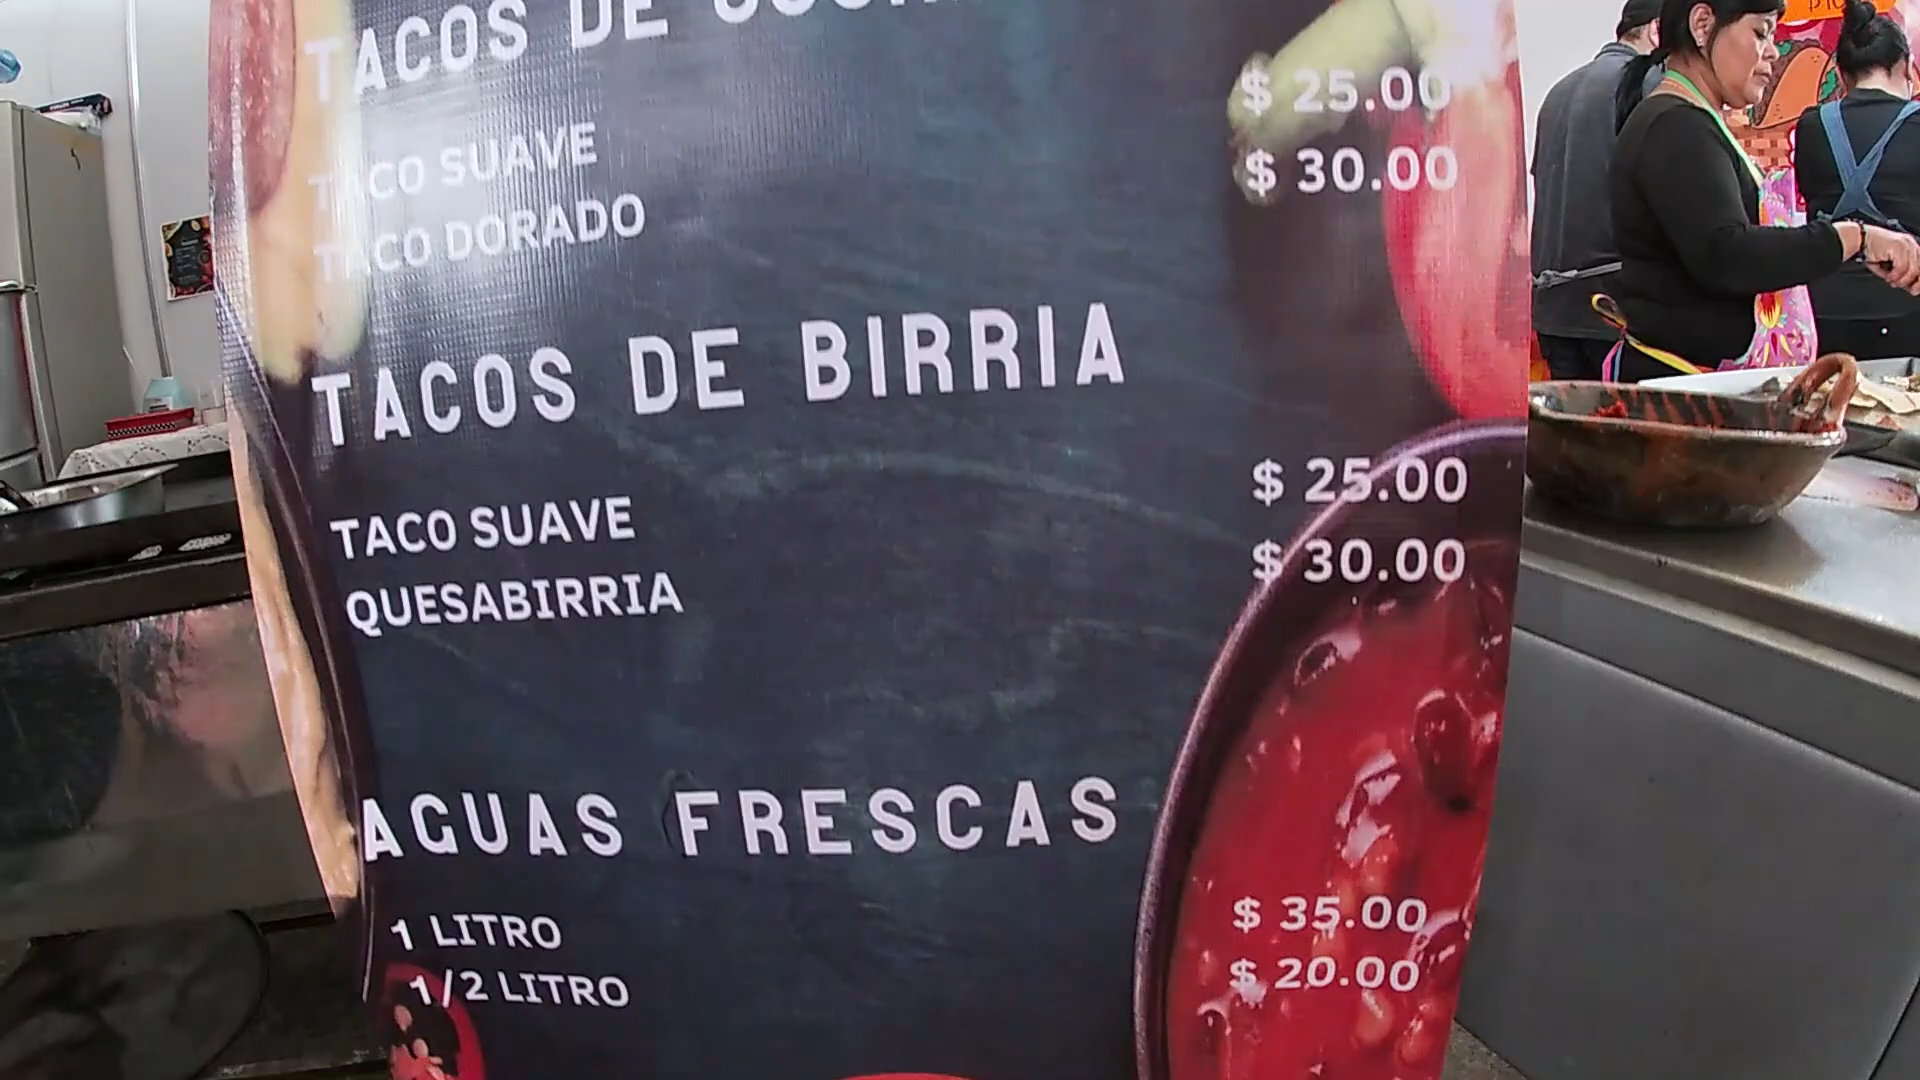 TACOS DE
TACO SUAVE $ 25.00
TACO DORADO $ 30.00
TACOS DE BIRRIA
TACO SUAVE $ 25.00
QUESABIRRIA $ 30.00
AGUAS FRESCAS
1 LITRO $ 35.00
1/2 LITRO $ 20.00